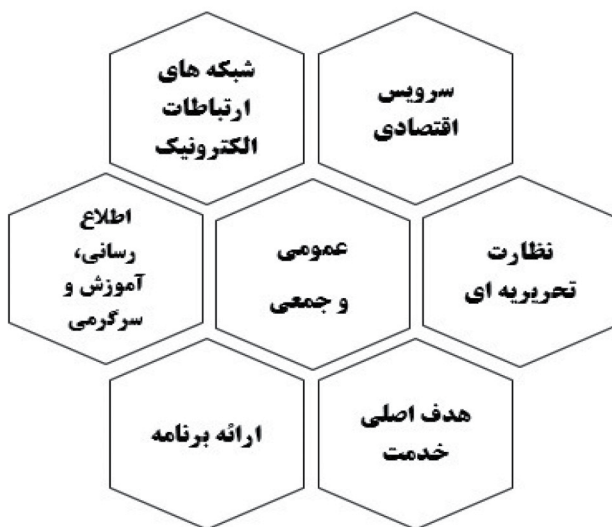 سرویس
اقتصادی
شبکه های
ارتباطات
الکترونیک
نظارت
تحریریه ای
عمومی
و جمعی
اطلاع
رسانی،
آموزش و
سرگرمی
هدف اصلی
خدمت
ارائه برنامه